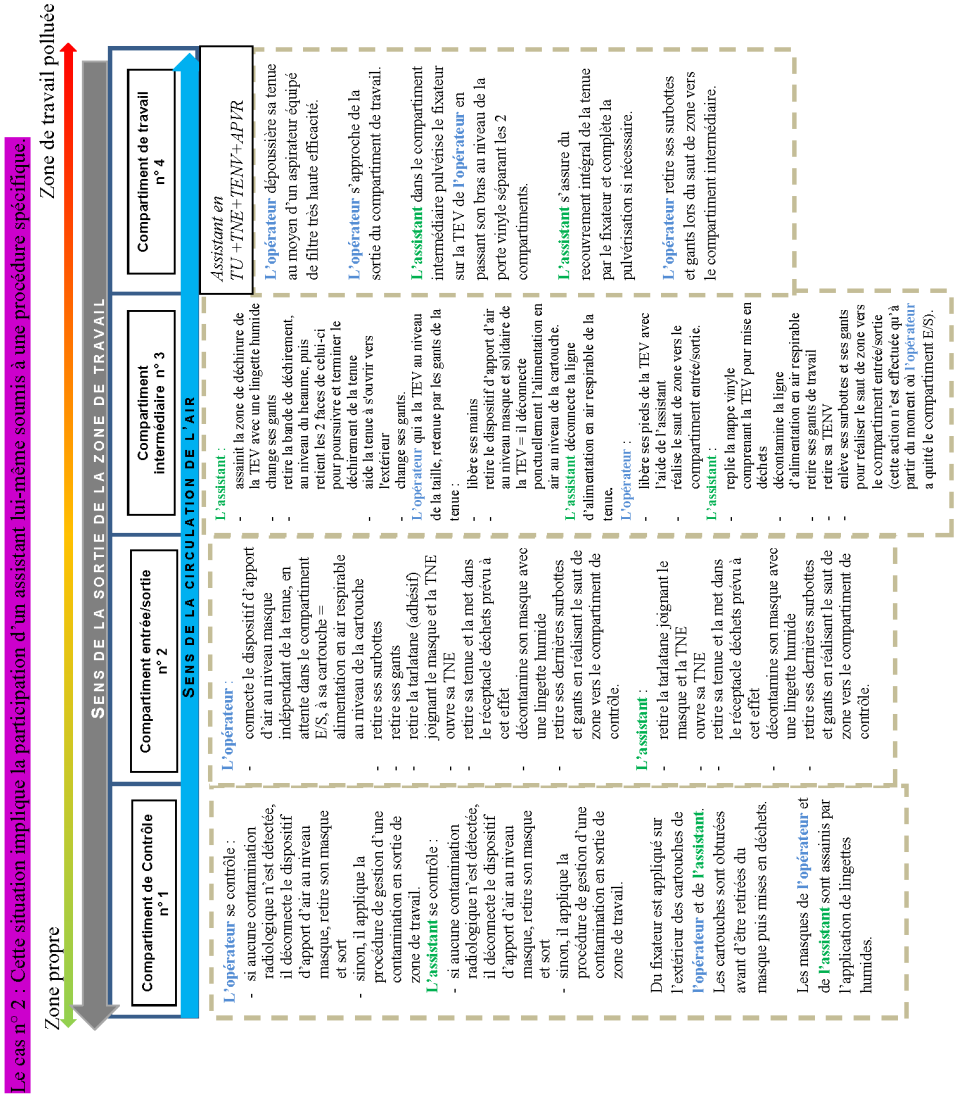 Le cas n° 2 : Cette situation implique la participation d'un assistant lui-même soumis à une procédure spécifique.
Zone propre
Zone de travail polluée
SENS DE LA SORTIE DE LA ZONE DE TRAVAIL
Compartiment de Contrôle
n°1
Compartiment entrée/sortie
n° 2
Compartiment
intermédiaire n° 3
Compartiment de travail
n° 4
SENS DE LA CIRCULATION DE L'AIR
L'opérateur se contrôle :
- si aucune contamination
radiologique n'est détectée,
il déconnecte le dispositif
d'apport d'air au niveau
masque, retire son masque
et sort
- sinon, il applique la
procédure de gestion d'une
contamination en sortie de
zone de travail.
L'assistant se contrôle :
- si aucune contamination
radiologique n'est détectée,
il déconnecte le dispositif
d'apport d'air au niveau
masque, retire son masque
et sort
- sinon, il applique la
procédure de gestion d'une
contamination en sortie de
zone de travail.
Du fixateur est appliqué sur
l'extérieur des cartouches de
l'opérateur et de l'assistant.
Les cartouches sont obturées
avant d'être retirées du
masque puis mises en déchets.
Les masques de l'opérateur et
de l'assistant sont assainis par
l'application de lingettes
humides.
L'opérateur :
- connecte le dispositif d'apport
d'air au niveau masque
indépendant de la tenue, en
attente dans le compartiment
E/S, à sa cartouche =
alimentation en air respirable
au niveau de la cartouche
- retire ses surbottes
- retire ses gants
- retire la tarlatane (adhésif)
joignant le masque et la TNE
- ouvre sa TNE
- retire sa tenue et la met dans
le réceptacle déchets prévu à
cet effet
- décontamine son masque avec
une lingette humide
- retire ses dernières surbottes
et gants en réalisant le saut de
zone vers le compartiment de
contrôle.
L'assistant :
- retire la tarlatane joignant le
masque et la TNE
- ouvre sa TNE
- retire sa tenue et la met dans
le réceptacle déchets prévu à
cet effet
- décontamine son masque avec
une lingette humide
- retire ses dernières surbottes
et gants en réalisant le saut de
zone vers le compartiment de
contrôle.
L'assistant :
- assainit la zone de déchirure de
la TEV avec une lingette humide
- change ses gants
- retire la bande de déchirement,
au niveau du heaume, puis
retient les 2 faces de celui-ci
pour poursuivre et terminer le
déchirement de la tenue
- aide la tenue à s'ouvrir vers
l'extérieur
- change ses gants.
L'opérateur qui a la TEV au niveau
de la taille, retenue par les gants de la
tenue :
- libère ses mains
- retire le dispositif d'apport d'air
au niveau masque et solidaire de
la TEV = il déconnecte
ponctuellement l'alimentation en
air au niveau de la cartouche.
L'assistant déconnecte la ligne
d'alimentation en air respirable de la
tenue.
L'opérateur :
- libère ses pieds de la TEV avec
l'aide de l'assistant
- réalise le saut de zone vers le
compartiment entrée/sortie.
L'assistant :
- replie la nappe vinyle
comprenant la TEV pour mise en
déchets
- décontamine la ligne
d'alimentation en air respirable
- retire ses gants de travail
- retire sa TENV
- enlève ses surbottes et ses gants
pour réaliser le saut de zone vers
le compartiment entrée/sortie
(cette action n'est effectuée qu'à
partir du moment où l'opérateur
a quitté le compartiment E/S).
Assistant en
TU +TNE+TENV+APVR
L'opérateur dépoussière sa tenue
au moyen d'un aspirateur équipé
de filtre très haute efficacité.
L'opérateur s'approche de la
sortie du compartiment de travail.
L'assistant dans le compartiment
intermédiaire pulvérise le fixateur
sur la TEV de l'opérateur en
passant son bras au niveau de la
porte vinyle séparant les 2
compartiments.
L'assistant s'assure du
recouvrement intégral de la tenue
par le fixateur et complète la
pulvérisation si nécessaire.
L'opérateur retire ses surbottes
et gants lors du saut de zone vers
le compartiment intermédiaire.